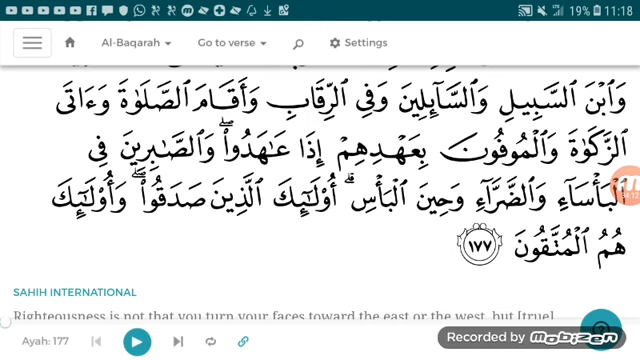 19% 11:18
Al-Baqarah Go to verse Settings
وَٱبْنَ ٱلسَّبِيلِ وَٱلسَّآئِلِينَ وَفِى ٱلرِّقَابِ وَأَقَامَ ٱلصَّلَوٰةَ وَءَاتَى
ٱلزَّكَوٰةَ وَٱلْمُوفُونَ بِعَهْدِهِمْ إِذَا عَـٰهَدُوا۟ ۖ وَٱلصَّـٰبِرِينَ فِى
ٱلْبَأْسَآءِ وَٱلضَّرَّآءِ وَحِينَ ٱلْبَأْسِ ۗ أُو۟لَـٰٓئِكَ ٱلَّذِينَ صَدَقُوا۟ ۖ وَأُو۟لَـٰٓئِكَ
هُمُ ٱلْمُتَّقُونَ ١٧٧
SAHIH INTERNATIONAL
Righteousness is not that you turn your faces toward the east or the west, but [true]
Ayah: 177
Recorded by
Mobizen